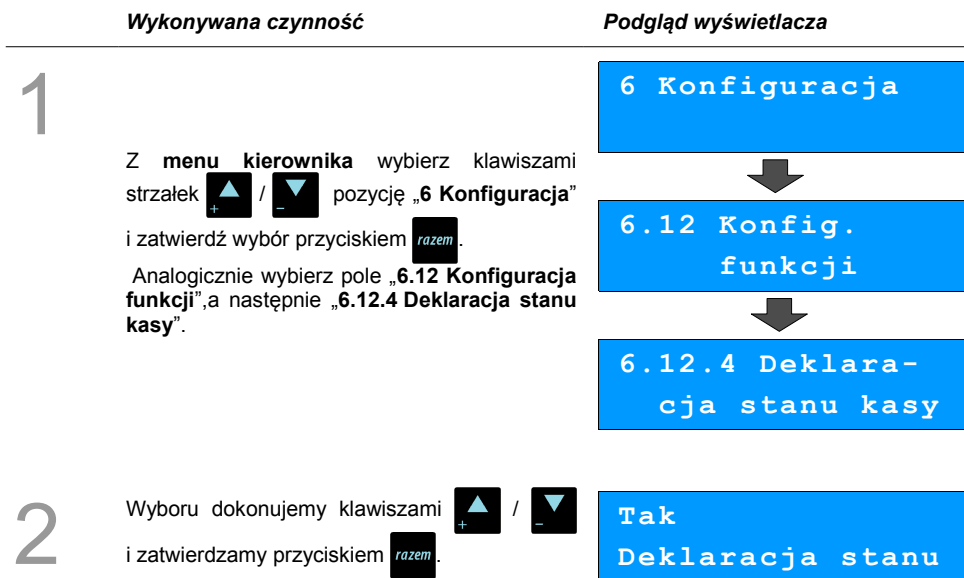 Wykonywana czynność
Podgląd wyświetlacza
1
Z menu kierownika wybierz klawiszami
strzałek + / - pozycję „6 Konfiguracja”
i zatwierdź wybór przyciskiem razem.
Analogicznie wybierz pole „6.12 Konfiguracja
funkcji”,a następnie „6.12.4 Deklaracja stanu
kasy”.
6 Konfiguracja
6.12 Konfig.
funkcji
6.12.4 Deklara-
cja stanu kasy
2
Wyboru dokonujemy klawiszami + / -
i zatwierdzamy przyciskiem razem.
Tak
Deklaracja stanu